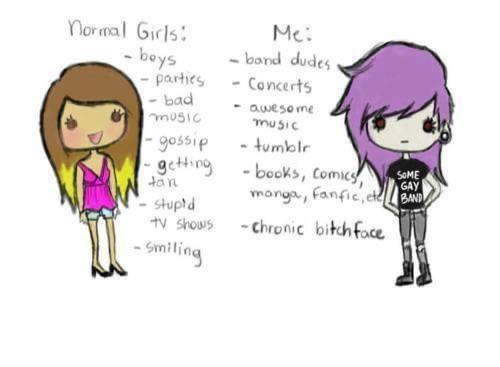 Normal Girls:
- boys
- parties
- bad
music
- gossip
- getting
tan
- stupid
tv shows
- smiling
Me:
- band dudes
- Concerts
- awesome
music
- tumblr
- books, Comics,
manga, fanfic, etc
- chronic bitchface
SOME
GAY
BAND